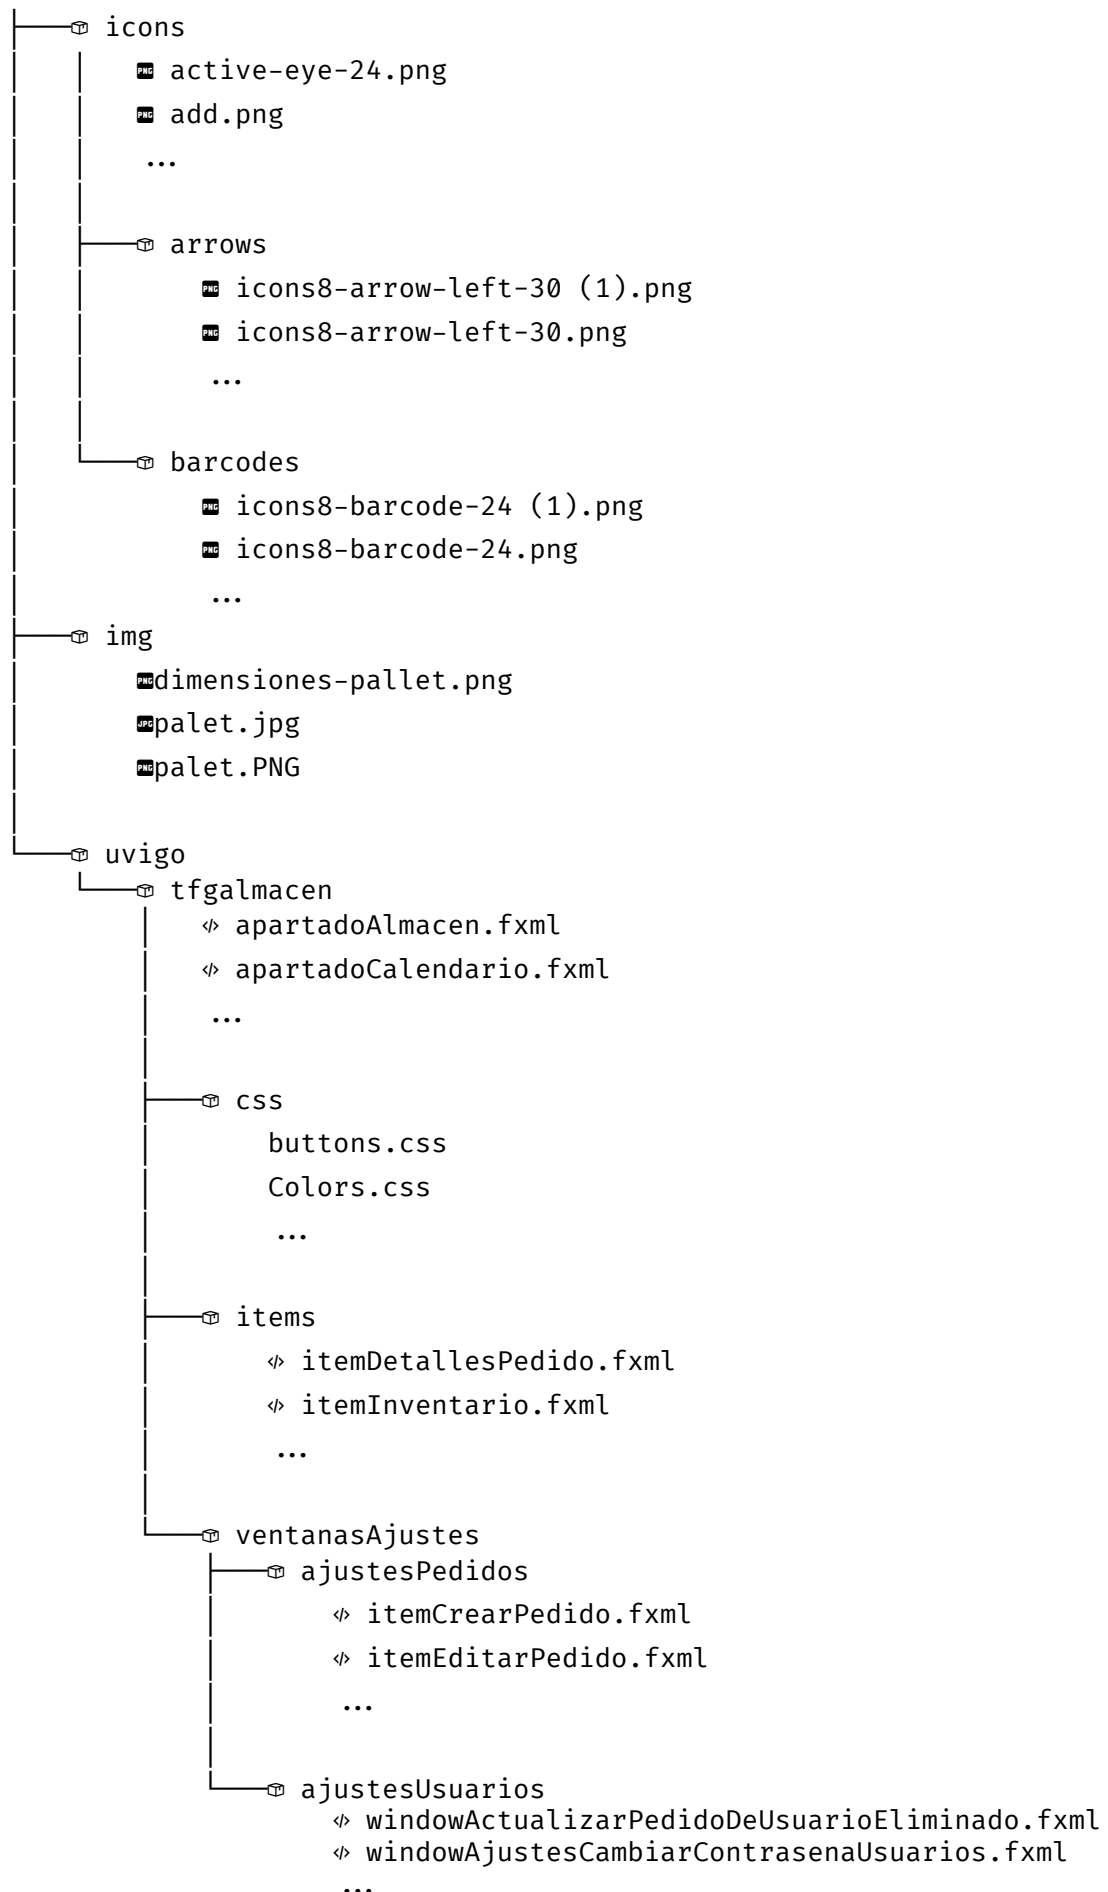 icons
active-eye-24.png
add.png
...
arrows
icons8-arrow-left-30 (1).png
icons8-arrow-left-30.png
...
barcodes
icons8-barcode-24 (1).png
icons8-barcode-24.png
...
img
dimensiones-pallet.png
palet.jpg
palet.PNG
uvigo
tfgalmacen
apartadoAlmacen.fxml
apartadoCalendario.fxml
...
css
buttons.css
Colors.css
...
items
itemDetallesPedido.fxml
itemInventario.fxml
...
ventanasAjustes
ajustesPedidos
itemCrearPedido.fxml
itemEditarPedido.fxml
...
ajustesUsuarios
windowActualizarPedidoDeUsuarioEliminado.fxml
windowAjustesCambiarContrasenaUsuarios.fxml
...